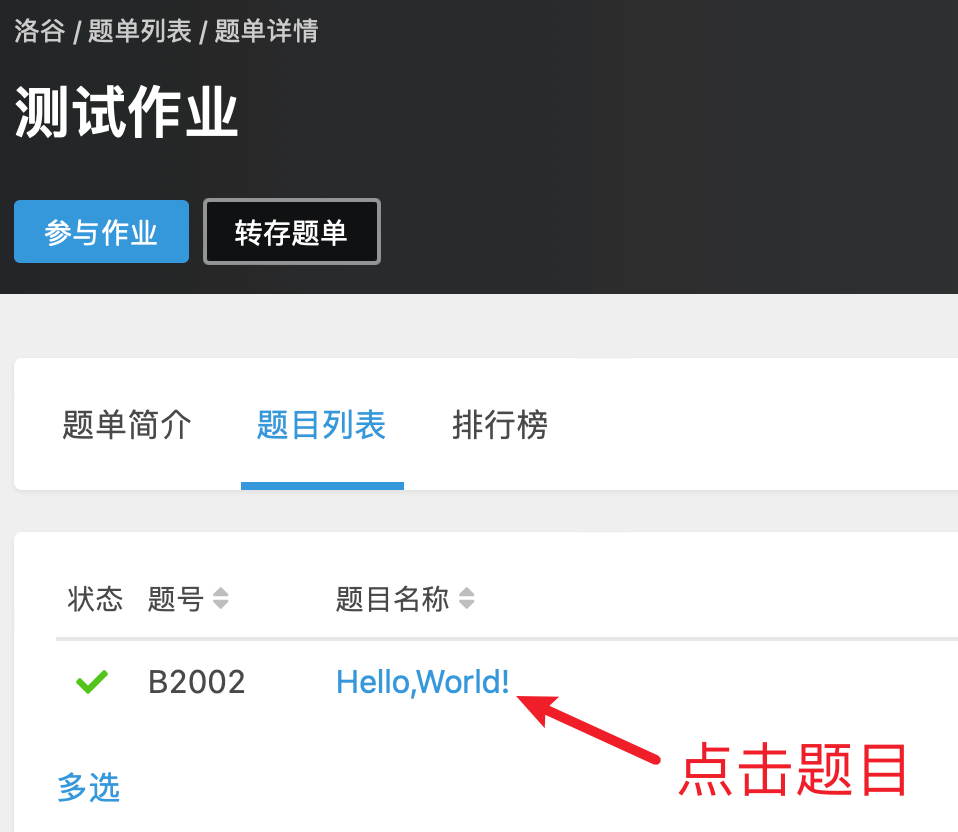 洛谷 / 题单列表 / 题单详情
测试作业
参与作业 转存题单
题单简介 题目列表 排行榜
状态 题号 题目名称
B2002 Hello,World!
点击题目
多选